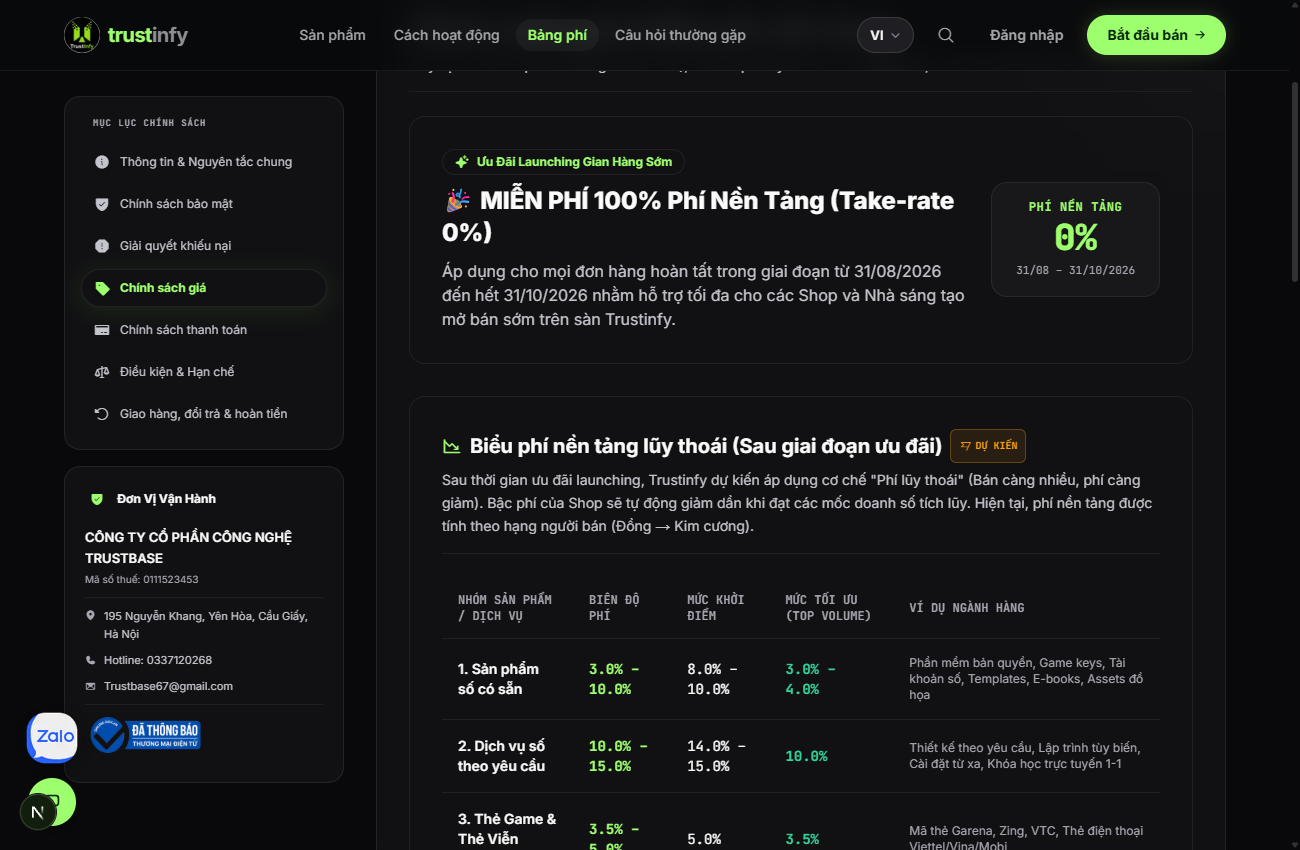 trustinfy
Sản phẩm
Cách hoạt động
Bảng phí
Câu hỏi thường gặp
VI
Đăng nhập
Bắt đầu bán →
MỤC LỤC CHÍNH SÁCH
Thông tin & Nguyên tắc chung
Chính sách bảo mật
Giải quyết khiếu nại
Chính sách giá
Chính sách thanh toán
Điều kiện & Hạn chế
Giao hàng, đổi trả & hoàn tiền
Đơn Vị Vận Hành
CÔNG TY CỔ PHẦN CÔNG NGHỆ
TRUSTBASE
Mã số thuế: 0111523453
195 Nguyễn Khang, Yên Hòa, Cầu Giấy,
Hà Nội
Hotline: 0337120268
Trustbase67@gmail.com
Zalo
ĐÃ THÔNG BÁO
THƯƠNG MẠI ĐIỆN TỬ
N
Ưu Đãi Launching Gian Hàng Sớm
🎉 MIỄN PHÍ 100% Phí Nền Tảng (Take-rate
0%)
Áp dụng cho mọi đơn hàng hoàn tất trong giai đoạn từ 31/08/2026
đến hết 31/10/2026 nhằm hỗ trợ tối đa cho các Shop và Nhà sáng tạo
mở bán sớm trên sàn Trustinfy.
PHÍ NỀN TẢNG
0%
31/08 – 31/10/2026
Biểu phí nền tảng lũy thoái (Sau giai đoạn ưu đãi)
DỰ KIẾN
Sau thời gian ưu đãi launching, Trustinfy dự kiến áp dụng cơ chế "Phí lũy thoái" (Bán càng nhiều, phí càng
giảm). Bậc phí của Shop sẽ tự động giảm dần khi đạt các mốc doanh số tích lũy. Hiện tại, phí nền tảng được
tính theo hạng người bán (Đồng → Kim cương).
NHÓM SẢN PHẨM
/ DỊCH VỤ
BIÊN ĐỘ
PHÍ
MỨC KHỞI
ĐIỂM
MỨC TỐI ƯU
(TOP VOLUME)
VÍ DỤ NGÀNH HÀNG
1. Sản phẩm
số có sẵn
3.0% –
10.0%
8.0% –
10.0%
3.0% –
4.0%
Phần mềm bản quyền, Game keys, Tài
khoản số, Templates, E-books, Assets đồ
họa
2. Dịch vụ số
theo yêu cầu
10.0% –
15.0%
14.0% –
15.0%
10.0%
Thiết kế theo yêu cầu, Lập trình tùy biến,
Cài đặt từ xa, Khóa học trực tuyến 1-1
3. Thẻ Game &
Thẻ Viễn
3.5% –
5.0%
5.0%
3.5%
Mã thẻ Garena, Zing, VTC, Thẻ điện thoại
Viettel/Vina/Mobi